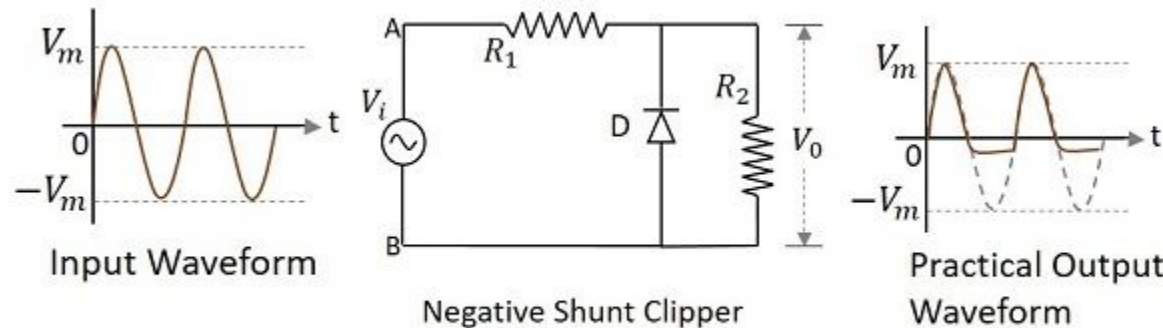 V_m
0
t
−V_m
Input Waveform
A
R_1
V_i
D
R_2
V_0
B
Negative Shunt Clipper
V_m
0
t
−V_m
Practical Output
Waveform